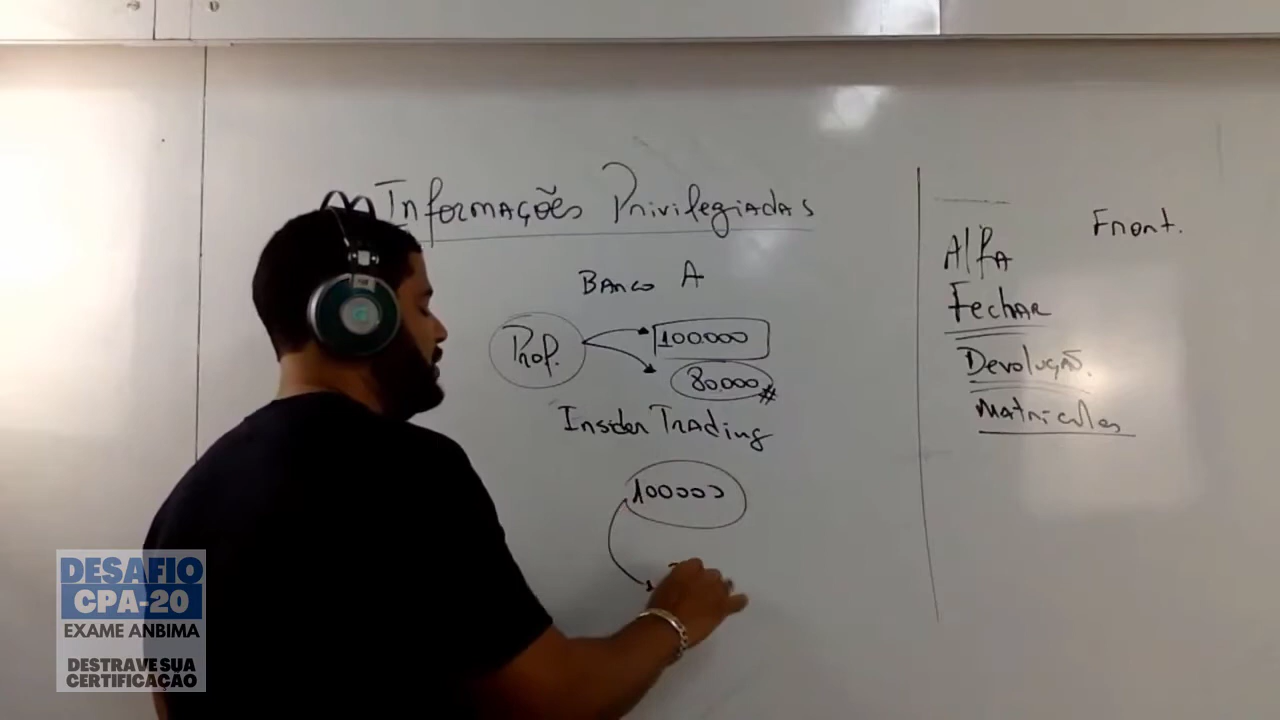 Informações Privilegiadas
Banco A
Prof.
100.000
80.000 #
Insider Trading
100000
Alfa
Front.
Fechar
Devolução.
Matriculas
DESAFIO
CPA-20
EXAME ANBIMA
DESTRAVE SUA
CERTIFICAÇÃO